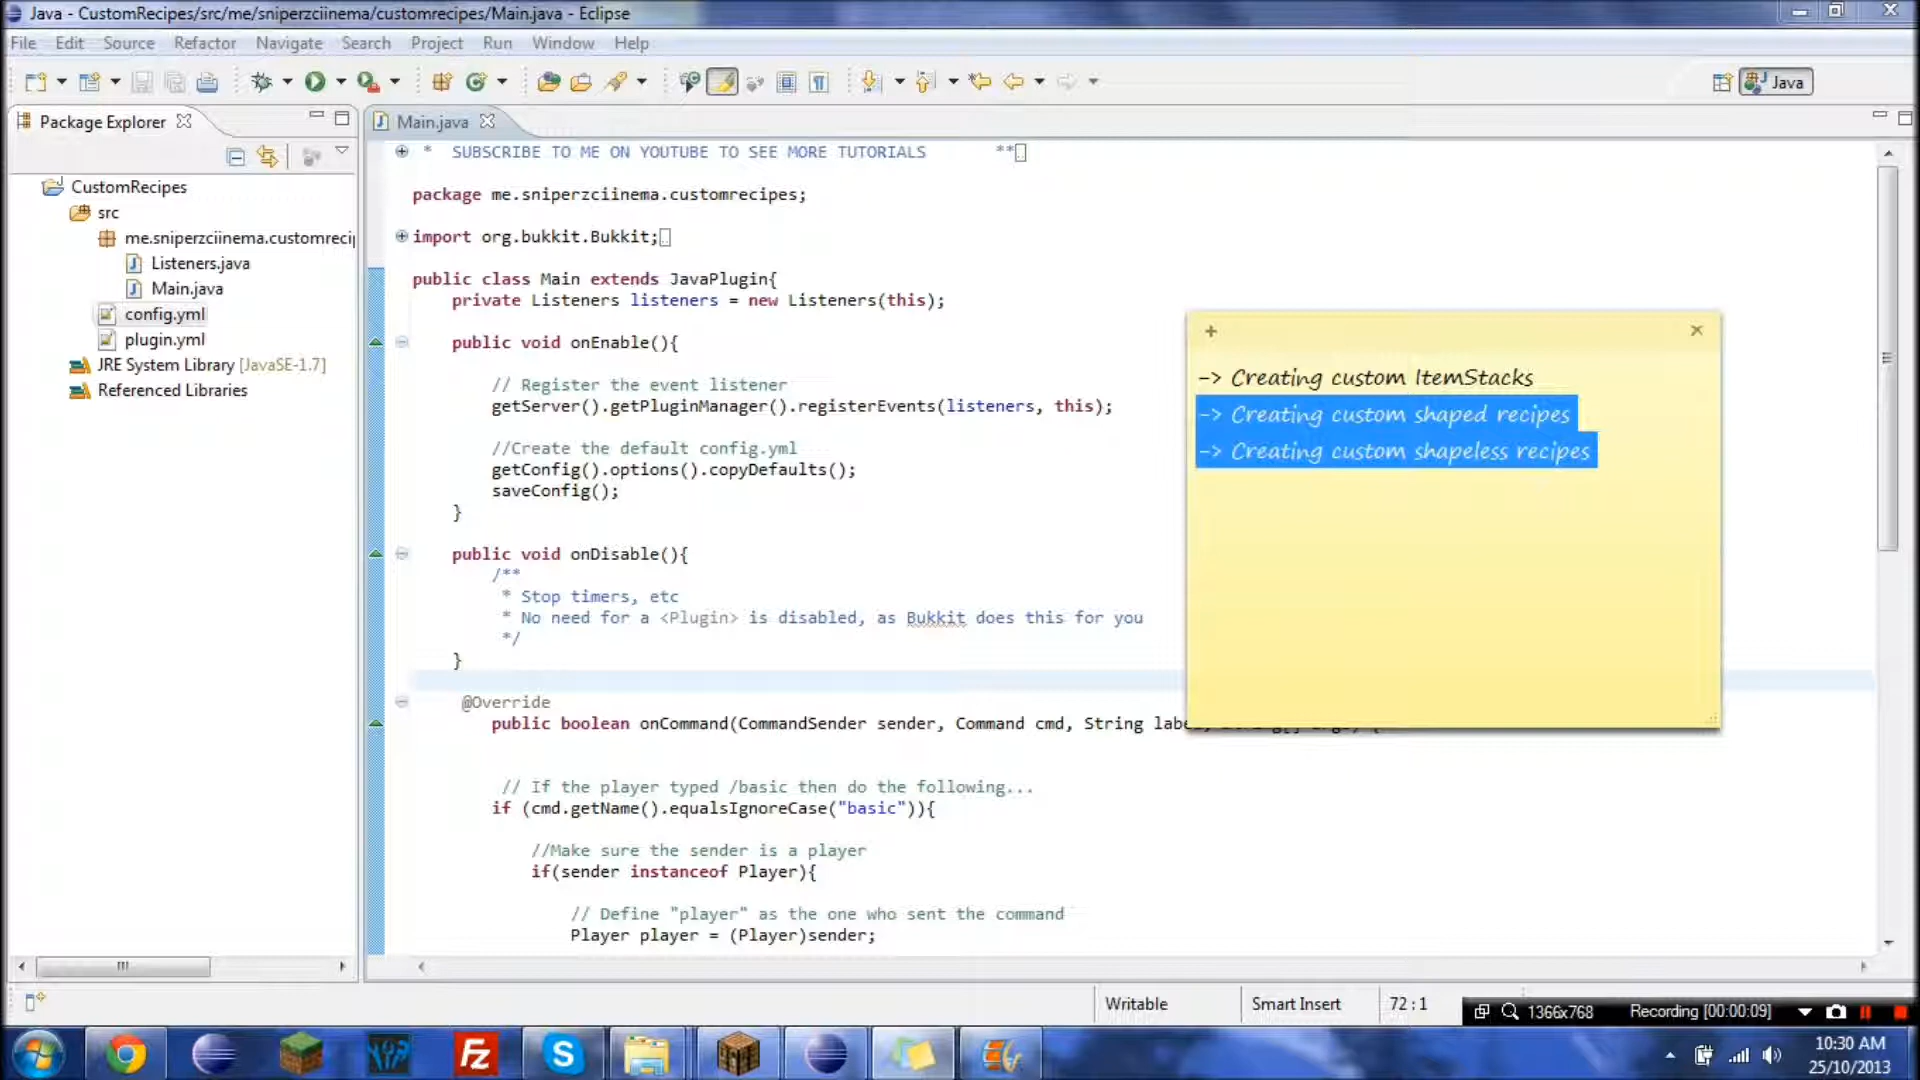 Java - CustomRecipes/src/me/sniperzciinema/customrecipes/Main.java - Eclipse
File Edit Source Refactor Navigate Search Project Run Window Help
Java
Package Explorer
Main.java
CustomRecipes
src
me.sniperzciinema.customreci
Listeners.java
Main.java
config.yml
plugin.yml
JRE System Library [JavaSE-1.7]
Referenced Libraries
* SUBSCRIBE TO ME ON YOUTUBE TO SEE MORE TUTORIALS **
package me.sniperzciinema.customrecipes;
import org.bukkit.Bukkit;
public class Main extends JavaPlugin{
private Listeners listeners = new Listeners(this);
public void onEnable(){
// Register the event listener
getServer().getPluginManager().registerEvents(listeners, this);
//Create the default config.yml
getConfig().options().copyDefaults();
saveConfig();
}
public void onDisable(){
/**
* Stop timers, etc
* No need for a <Plugin> is disabled, as Bukkit does this for you
*/
}
@Override
public boolean onCommand(CommandSender sender, Command cmd, String label,
// If the player typed /basic then do the following...
if (cmd.getName().equalsIgnoreCase("basic")){
//Make sure the sender is a player
if(sender instanceof Player){
// Define "player" as the one who sent the command
Player player = (Player)sender;
-> Creating custom ItemStacks
-> Creating custom shaped recipes
-> Creating custom shapeless recipes
Writable Smart Insert 72 : 1
1366x768 Recording [00:00:09]
10:30 AM
25/10/2013